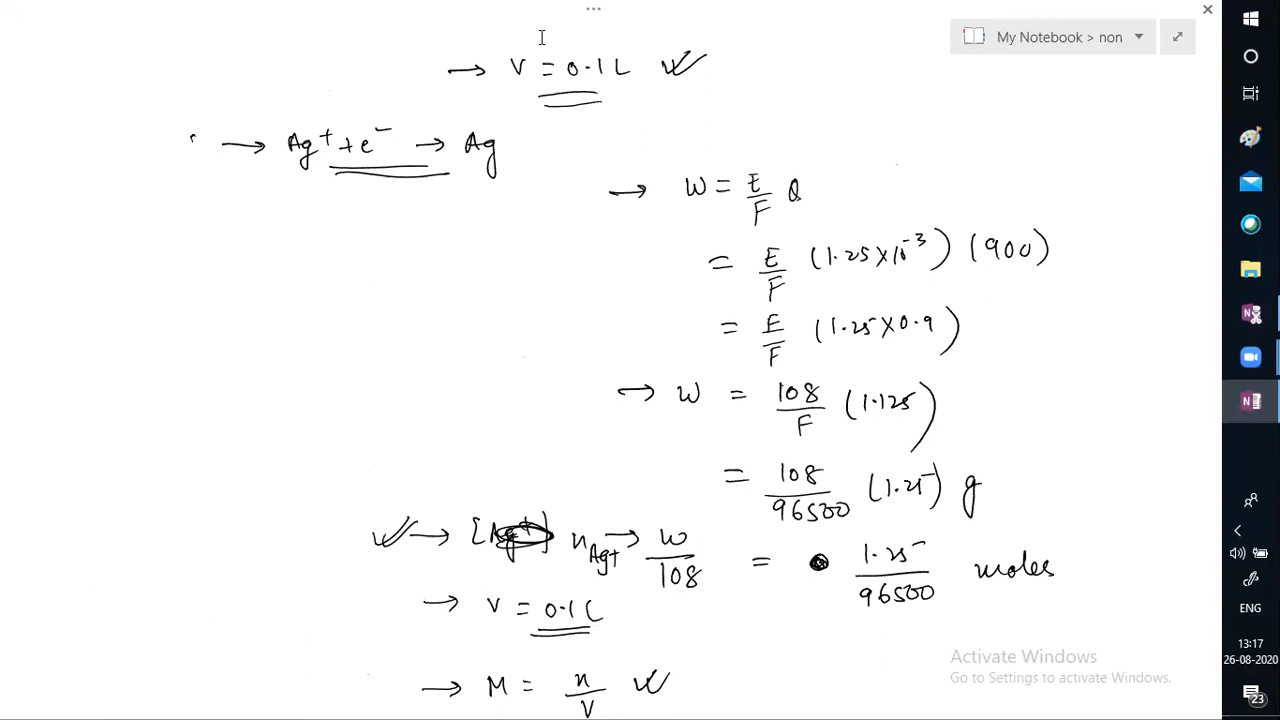 My Notebook > non
→ V = 0.1 L
→ Ag⁺ + e⁻ → Ag
→ W = E/F Q
= E/F (1.25×10⁻³) (900)
= E/F (1.25×0.9)
→ W = 108/F (1.125)
= 108/96500 (1.25) g
→ n Ag+ → W/108 = 1.25/96500 moles
→ V = 0.1 L
→ M = n/V
Activate Windows
Go to Settings to activate Windows.
ENG
13:17
26-08-2020
23